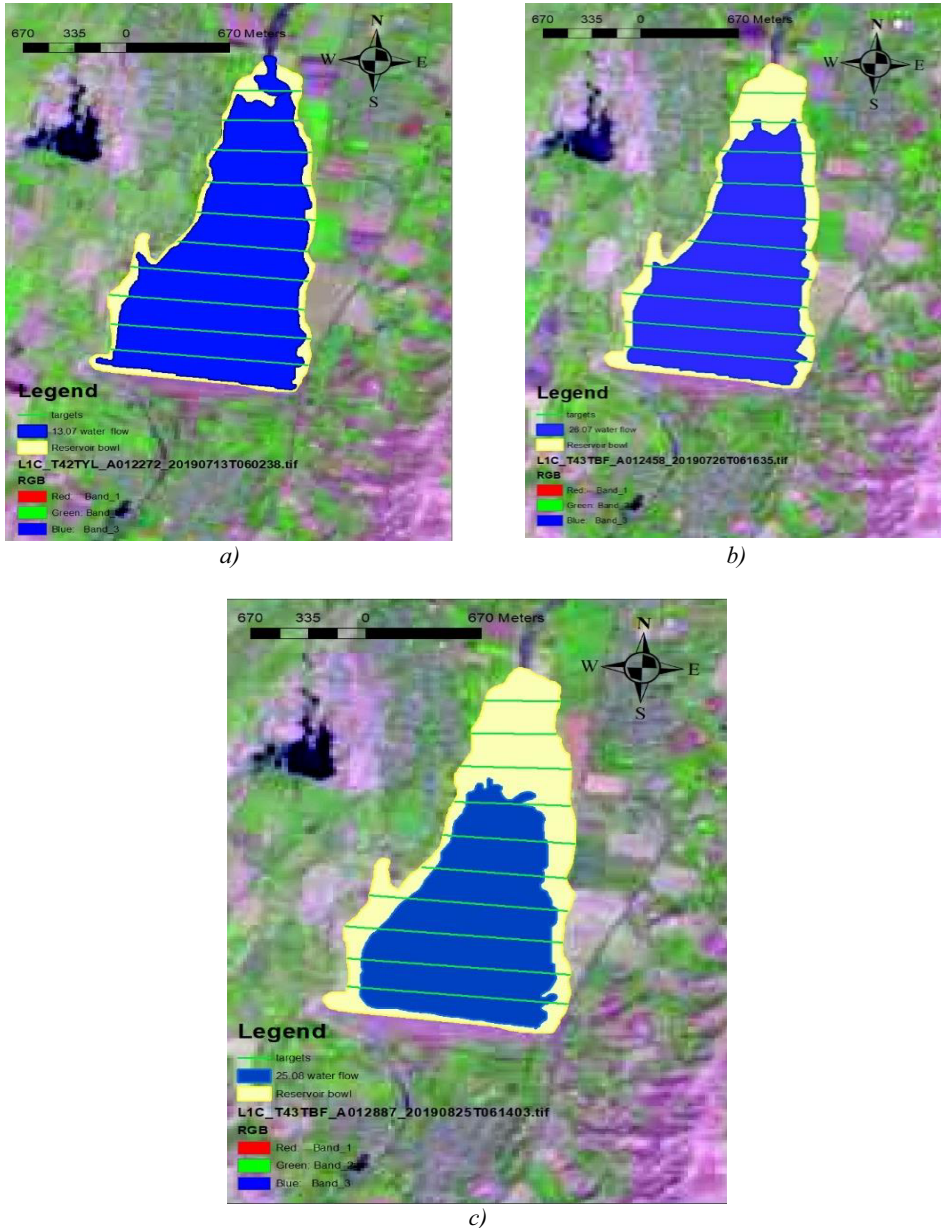 670 335 0 670 Meters
N
W E
S
Legend
targets
13.07 water flow
Reservoir bowl
L1C_T42TYL_A012272_20190713T060238.tif
RGB
Red: Band_1
Green: Band_
Blue: Band_3
a)
670 335 0 670 Meters
N
W E
S
Legend
targets
26.07 water flow
Reservoir bowl
L1C_T43TBF_A012458_20190726T061635.tif
RGB
Red: Band_1
Green: Band_2
Blue: Band_3
b)
670 335 0 670 Meters
N
W E
S
Legend
targets
25.08 water flow
Reservoir bowl
L1C_T43TBF_A012887_20190825T061403.tif
RGB
Red: Band_1
Green: Band_2
Blue: Band_3
c)